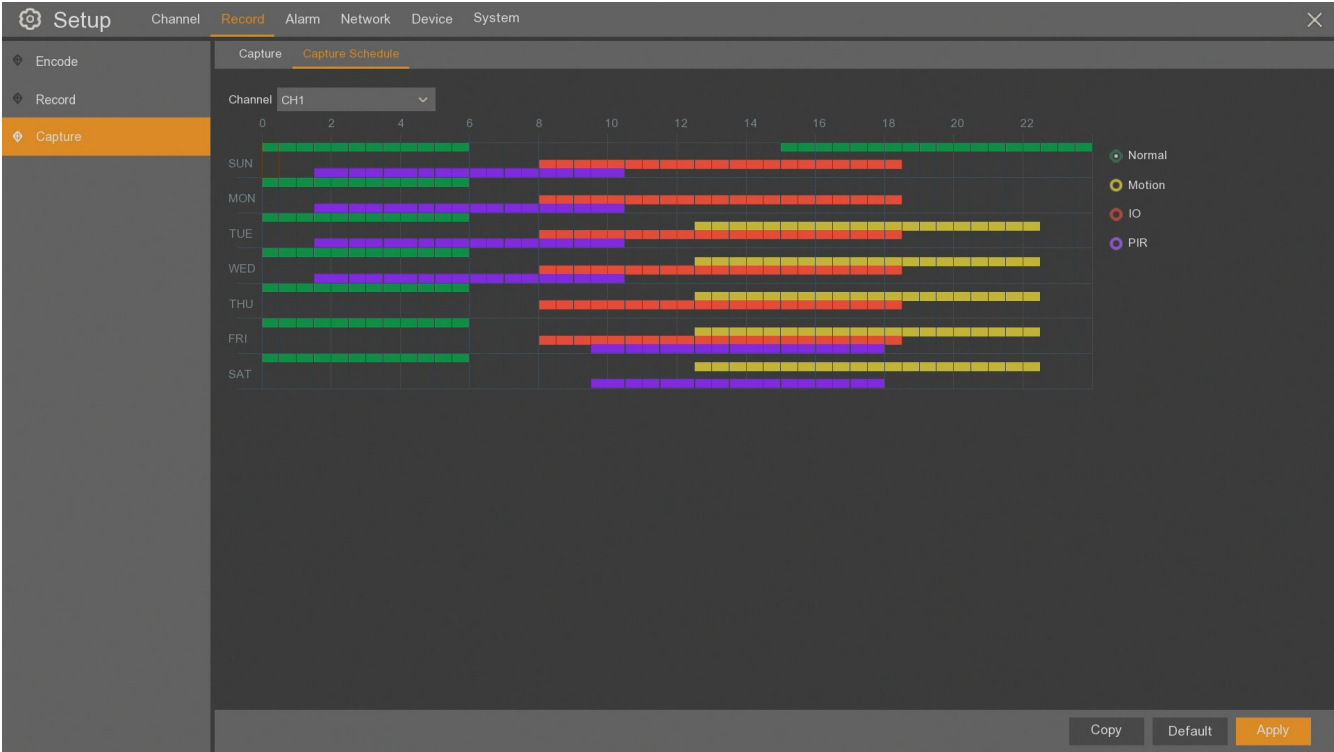 Setup Channel Record Alarm Network Device System
Encode
Record
Capture
Capture Capture Schedule
Channel CH1
0 2 4 6 8 10 12 14 16 18 20 22
SUN
MON
TUE
WED
THU
FRI
SAT
Normal
Motion
IO
PIR
Copy Default Apply